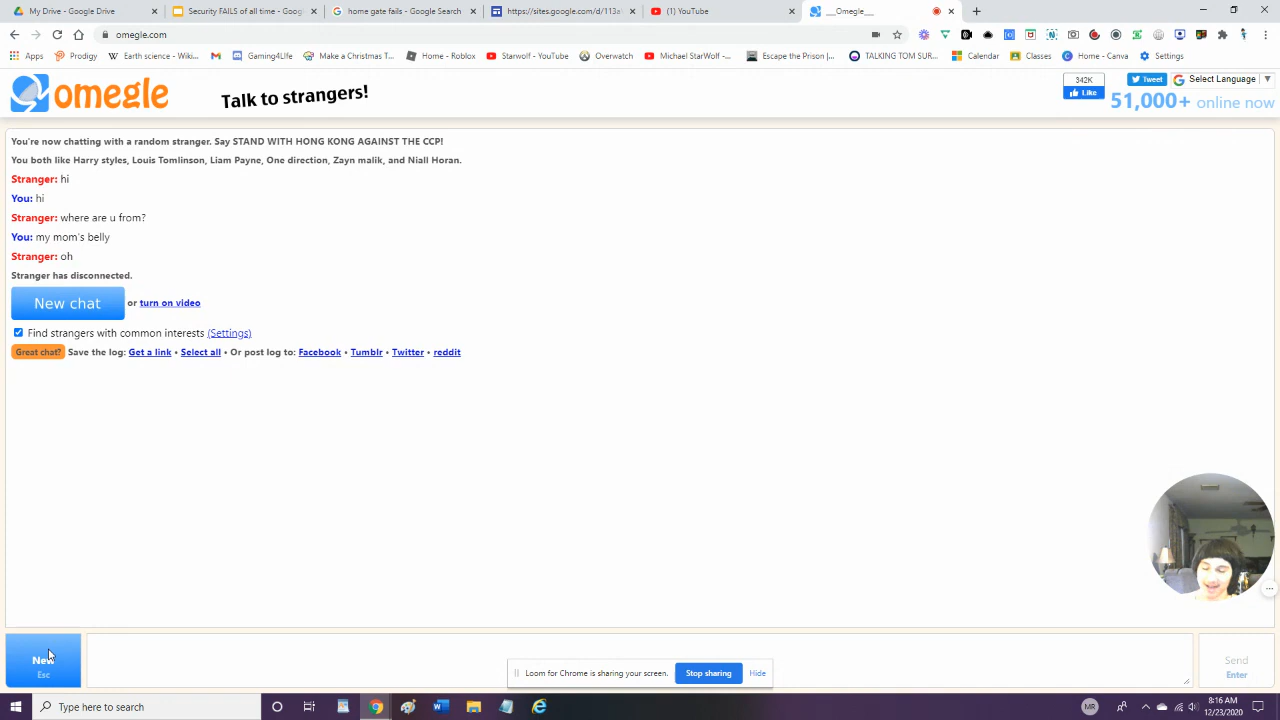 My Drive - Google Drive
Security FAILS of all time - Goog
home gate fails - Google Search
https://sites.google.com/d/113a
(1) YouTube
__Omegle__
omegle.com
Apps
Prodigy
Earth science - Wiki...
Gaming4Life
Make a Christmas T...
Home - Roblox
Starwolf - YouTube
Overwatch
Michael StarWolf -...
Escape the Prison |...
TALKING TOM SUR...
Calendar
Classes
Home - Canva
Settings
omegle
Talk to strangers!
342K
Like
Tweet
Select Language
51,000+ online now
You're now chatting with a random stranger. Say STAND WITH HONG KONG AGAINST THE CCP!
You both like Harry styles, Louis Tomlinson, Liam Payne, One direction, Zayn malik, and Niall Horan.
Stranger: hi
You: hi
Stranger: where are u from?
You: my mom's belly
Stranger: oh
Stranger has disconnected.
New chat or turn on video
Find strangers with common interests (Settings)
Great chat? Save the log: Get a link • Select all • Or post log to: Facebook • Tumblr • Twitter • reddit
New
Esc
Loom for Chrome is sharing your screen.
Stop sharing
Hide
Send
Enter
Type here to search
MR
8:16 AM
12/23/2020